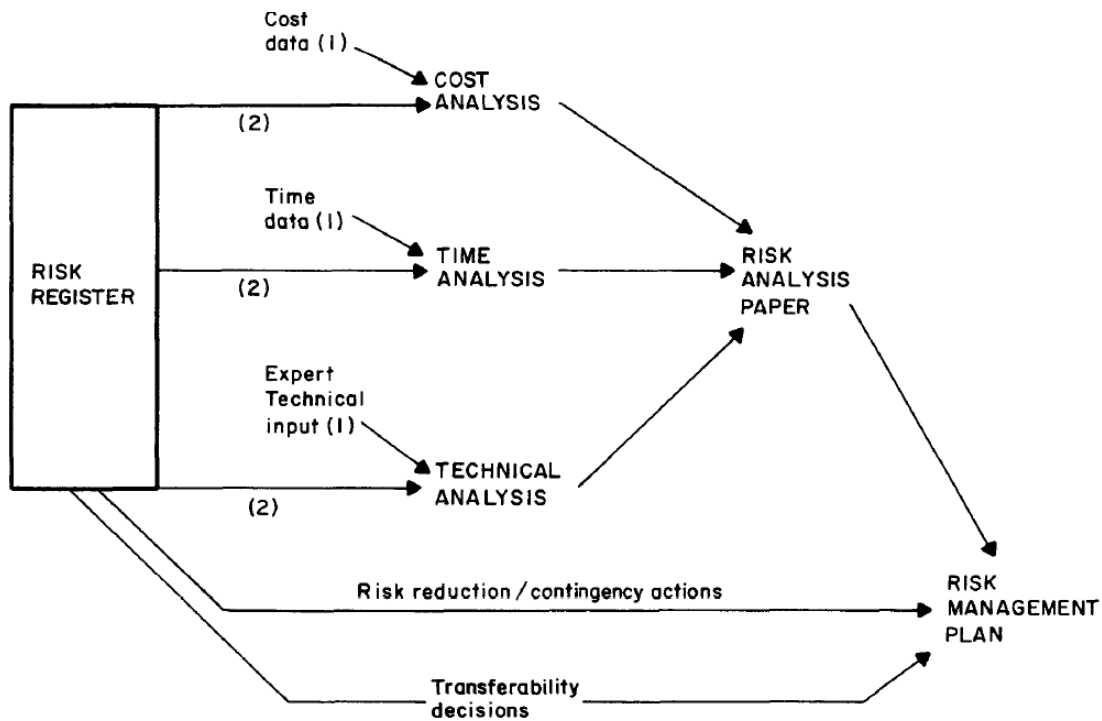 Cost
data (1)
COST
ANALYSIS
(2)
Time
data (1)
TIME
ANALYSIS
(2)
RISK
REGISTER
RISK
ANALYSIS
PAPER
Expert
Technical
input (1)
TECHNICAL
ANALYSIS
(2)
Risk reduction / contingency actions
RISK
MANAGEMENT
PLAN
Transferability
decisions